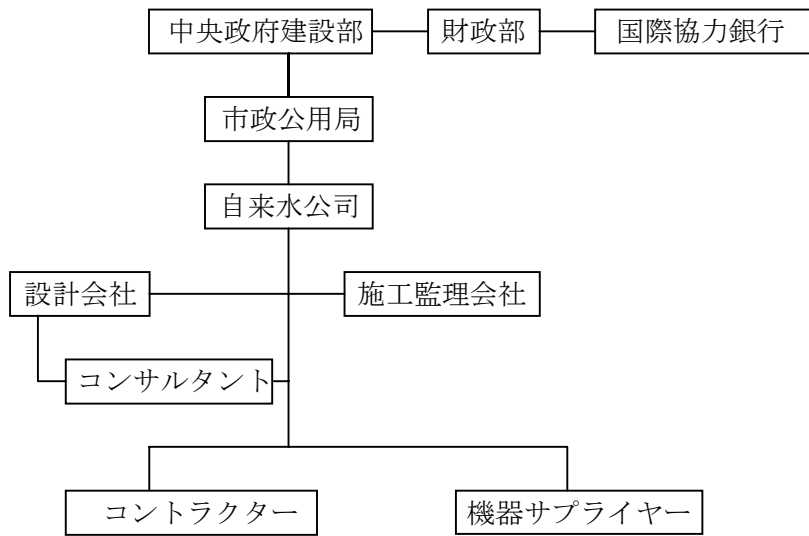 中央政府建設部
財政部
国際協力銀行
市政公用局
自来水公司
設計会社
施工監理会社
コンサルタント
コントラクター
機器サプライヤー